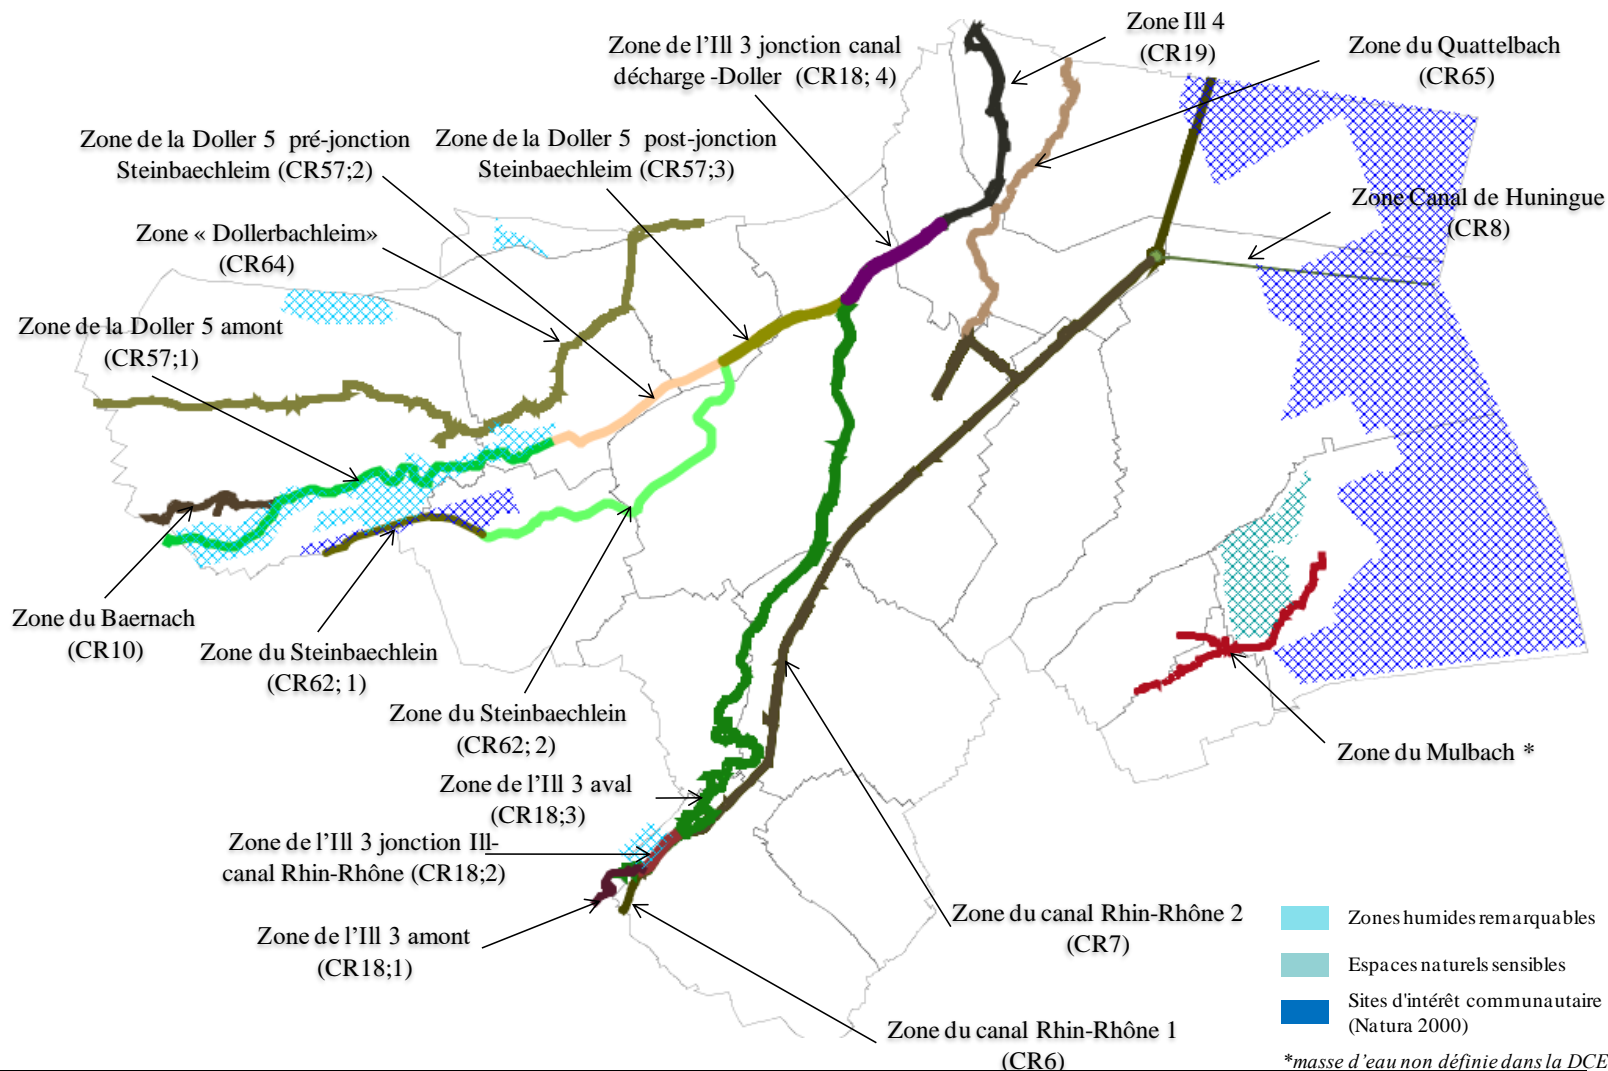 Zone Ill 4
(CR19)
Zone de l’Ill 3 jonction canal
décharge -Doller (CR18; 4)
Zone du Quattelbach
(CR65)
Zone de la Doller 5 pré-jonction
Steinbaechleim (CR57;2)
Zone de la Doller 5 post-jonction
Steinbaechleim (CR57;3)
Zone Canal de Huningue
(CR8)
Zone « Dollerbachleim»
(CR64)
Zone de la Doller 5 amont
(CR57;1)
Zone du Baernach
(CR10)
Zone du Steinbaechlein
(CR62; 1)
Zone du Steinbaechlein
(CR62; 2)
Zone du Mulbach *
Zone de l’Ill 3 aval
(CR18;3)
Zone de l’Ill 3 jonction Ill-
canal Rhin-Rhône (CR18;2)
Zone de l’Ill 3 amont
(CR18;1)
Zone du canal Rhin-Rhône 2
(CR7)
Zone du canal Rhin-Rhône 1
(CR6)
Zones humides remarquables
Espaces naturels sensibles
Sites d'intérêt communautaire
(Natura 2000)
*masse d’eau non définie dans la DCE